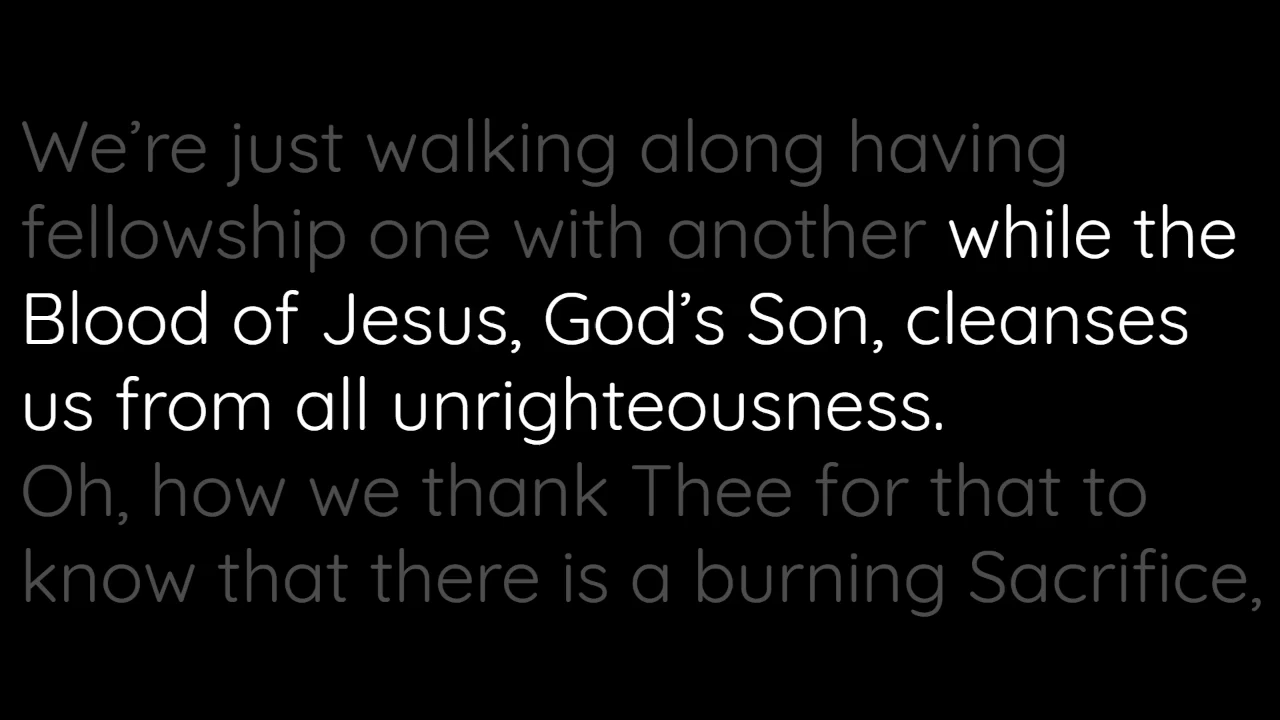 We’re just walking along having
fellowship one with another while the
Blood of Jesus, God’s Son, cleanses
us from all unrighteousness.
Oh, how we thank Thee for that to
know that there is a burning Sacrifice,